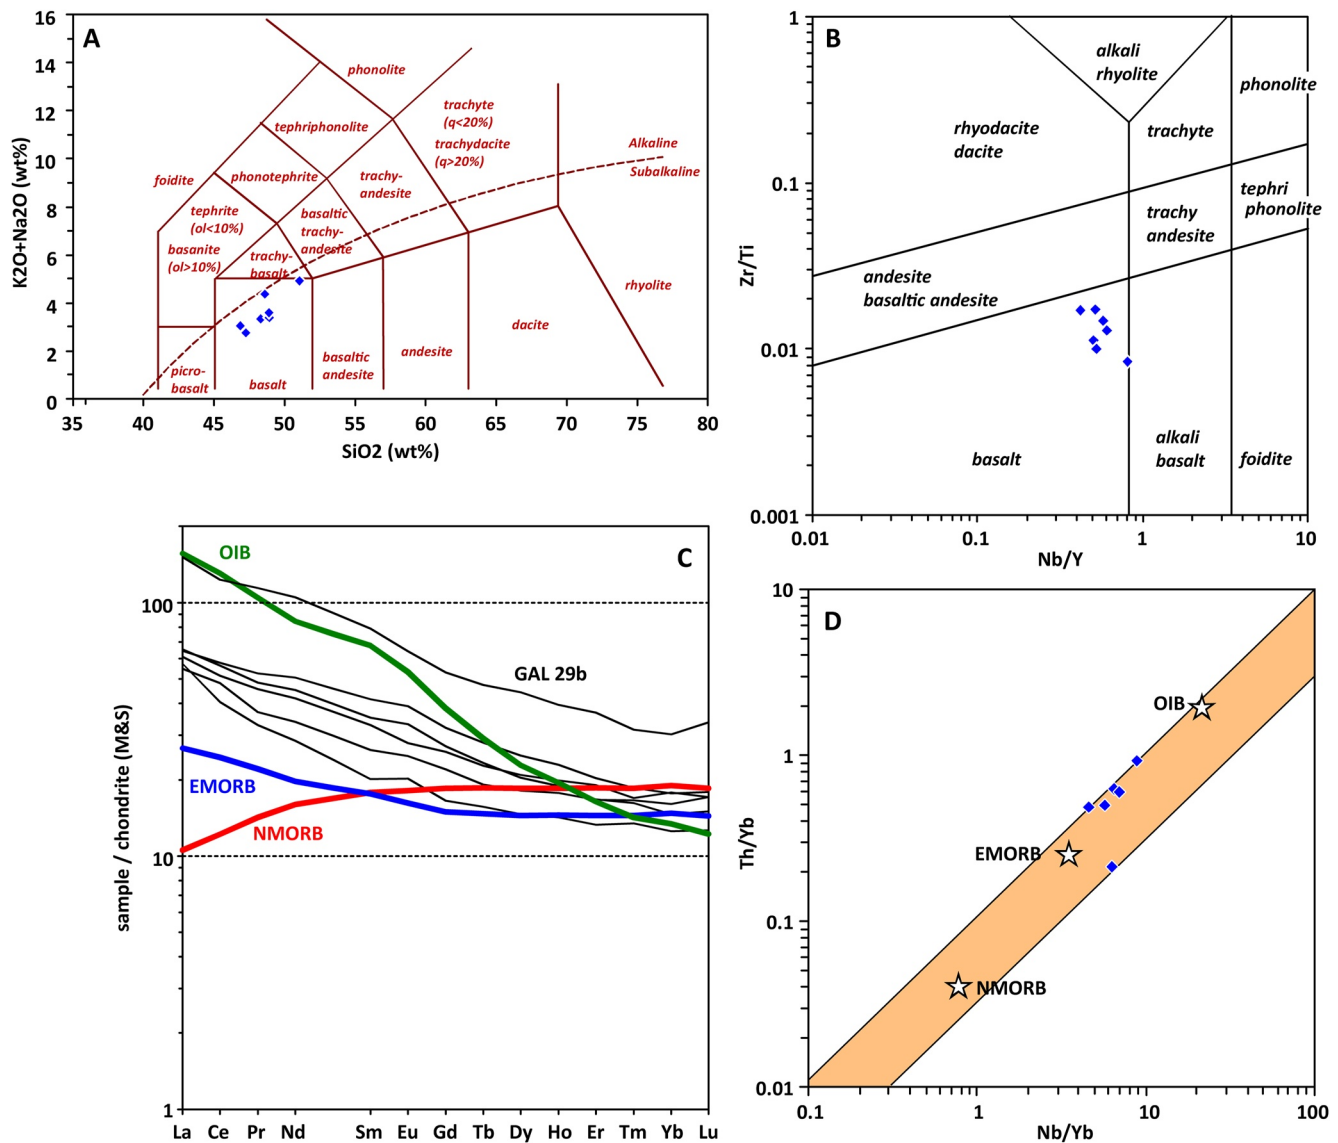 A
16
14
12
10
8
6
4
2
0
K2O+Na2O (wt%)
phonolite
tephriphonolite
trachyte
(q<20%)
trachydacite
(q>20%)
Alkaline
Subalkaline
foidite
phonotephrite
trachy-
andesite
tephrite
(ol<10%)
basanite
(ol>10%)
basaltic
trachy-
andesite
trachy-
basalt
rhyolite
dacite
andesite
basaltic
andesite
picro-
basalt
basalt
35
40
45
50
55
60
65
70
75
80
SiO2 (wt%)
B
1
0.1
0.01
0.001
Zr/Ti
alkali
rhyolite
phonolite
rhyodacite
dacite
trachyte
tephri
phonolite
trachy
andesite
andesite
basaltic andesite
basalt
alkali
basalt
foidite
0.01
0.1
1
10
Nb/Y
C
100
10
1
sample / chondrite (M&S)
OIB
GAL 29b
EMORB
NMORB
La
Ce
Pr
Nd
Sm
Eu
Gd
Tb
Dy
Ho
Er
Tm
Yb
Lu
D
10
1
0.1
0.01
Th/Yb
OIB
EMORB
NMORB
0.1
1
10
100
Nb/Yb